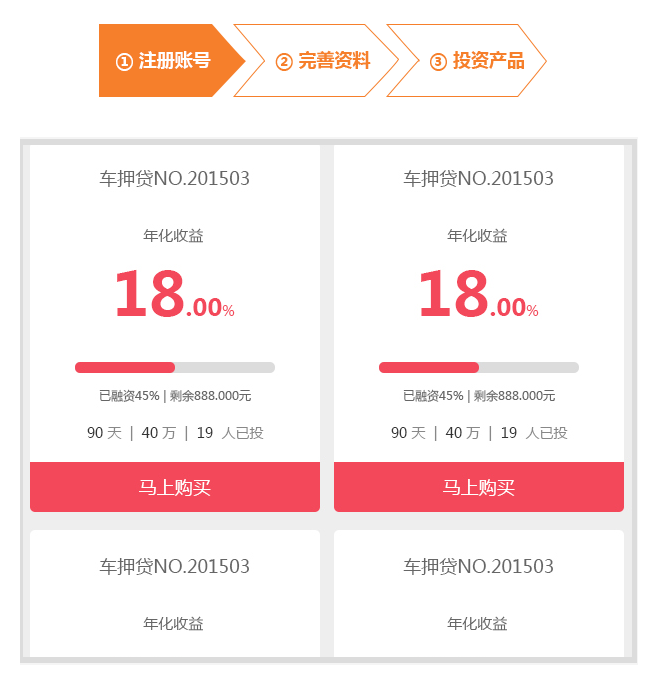 ① 注册账号 ② 完善资料 ③ 投资产品
车押贷NO.201503
年化收益
18.00%
已融资45% | 剩余888.000元
90 天 | 40 万 | 19 人已投
马上购买
车押贷NO.201503
年化收益
18.00%
已融资45% | 剩余888.000元
90 天 | 40 万 | 19 人已投
马上购买
车押贷NO.201503
年化收益
车押贷NO.201503
年化收益